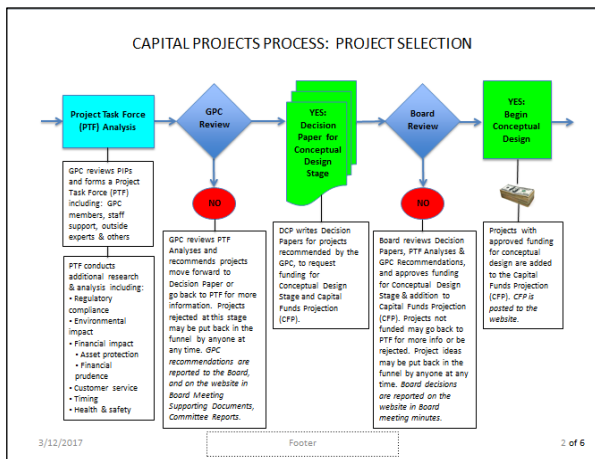 CAPITAL PROJECTS PROCESS: PROJECT SELECTION
Project Task Force
(PTF) Analysis
GPC
Review
YES:
Decision
Paper for
Conceptual
Design
Stage
Board
Review
YES:
Begin
Conceptual
Design
NO
NO
GPC reviews PIPs
and forms a Project
Task Force (PTF)
including: GPC
members, staff
support, outside
experts & others
PTF conducts
additional research
& analysis including:
• Regulatory
compliance
• Environmental
impact
• Financial impact
• Asset protection
• Financial
prudence
• Customer service
• Timing
• Health & safety
GPC reviews PTF
Analyses and
recommends projects
move forward to
Decision Paper or
go back to PTF for more
information. Projects
rejected at this stage
may be put back in the
funnel by anyone at
any time. GPC
recommendations are
reported to the Board,
and on the website in
Board Meeting
Supporting Documents,
Committee Reports.
DCP writes Decision
Papers for projects
recommended by
the GPC, to request
funding for
Conceptual Design
Stage and Capital
Funds Projection
(CFP).
Board reviews Decision
Papers, PTF Analyses &
GPC Recommendations,
and approves funding
for Conceptual Design
Stage & addition to
Capital Funds Projection
(CFP). Projects not
funded may go back to
PTF for more info or be
rejected. Project ideas
may be put back in the
funnel by anyone at any
time. Board decisions
are reported on the
website in Board
meeting minutes.
Projects with
approved funding
for conceptual
design are added to
the Capital Funds
Projection (CFP). CFP is
posted to the
website.
3/12/2017
Footer
2 of 6